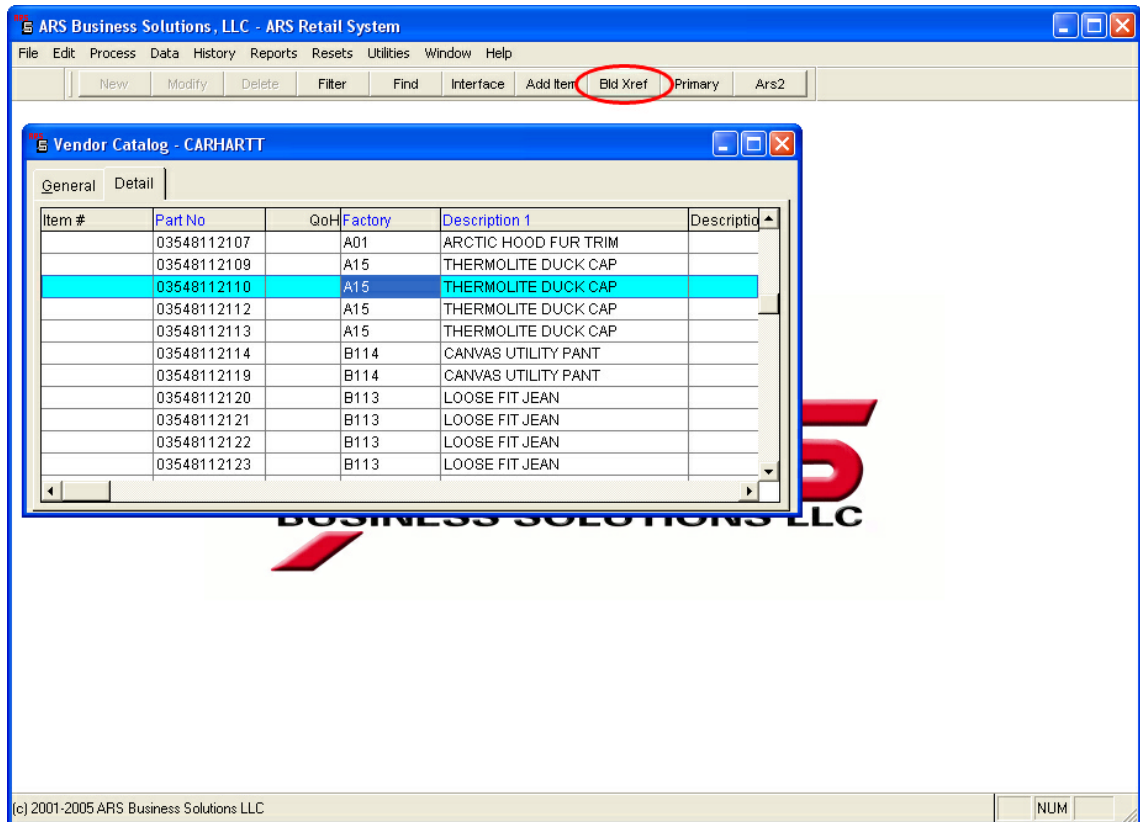 ARS Business Solutions, LLC - ARS Retail System
File Edit Process Data History Reports Resets Utilities Window Help
New Modify Delete Filter Find Interface Add Item Bld Xref Primary Ars2
Vendor Catalog - CARHARTT
General Detail
Item # Part No QoH Factory Description 1 Descriptio
03548112107 A01 ARCTIC HOOD FUR TRIM
03548112109 A15 THERMOLITE DUCK CAP
03548112110 A15 THERMOLITE DUCK CAP
03548112112 A15 THERMOLITE DUCK CAP
03548112113 A15 THERMOLITE DUCK CAP
03548112114 B114 CANVAS UTILITY PANT
03548112119 B114 CANVAS UTILITY PANT
03548112120 B113 LOOSE FIT JEAN
03548112121 B113 LOOSE FIT JEAN
03548112122 B113 LOOSE FIT JEAN
03548112123 B113 LOOSE FIT JEAN
BUSINESS SOLUTIONS LLC
(c) 2001-2005 ARS Business Solutions LLC NUM